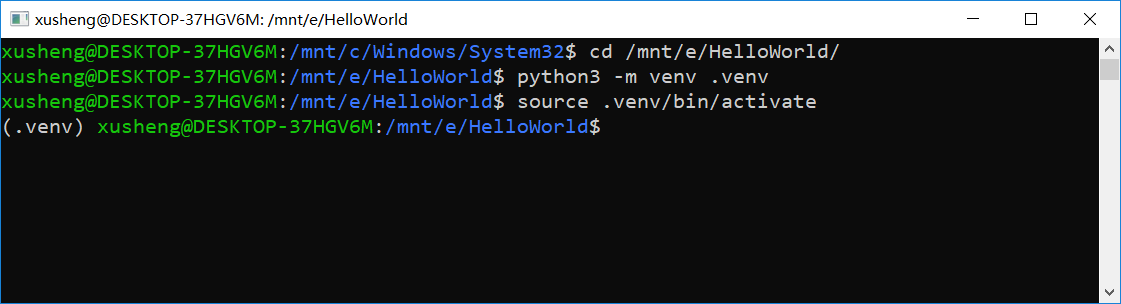 xusheng@DESKTOP-37HGV6M: /mnt/e/HelloWorld
xusheng@DESKTOP-37HGV6M:/mnt/c/Windows/System32$ cd /mnt/e/HelloWorld/
xusheng@DESKTOP-37HGV6M:/mnt/e/HelloWorld$ python3 -m venv .venv
xusheng@DESKTOP-37HGV6M:/mnt/e/HelloWorld$ source .venv/bin/activate
(.venv) xusheng@DESKTOP-37HGV6M:/mnt/e/HelloWorld$